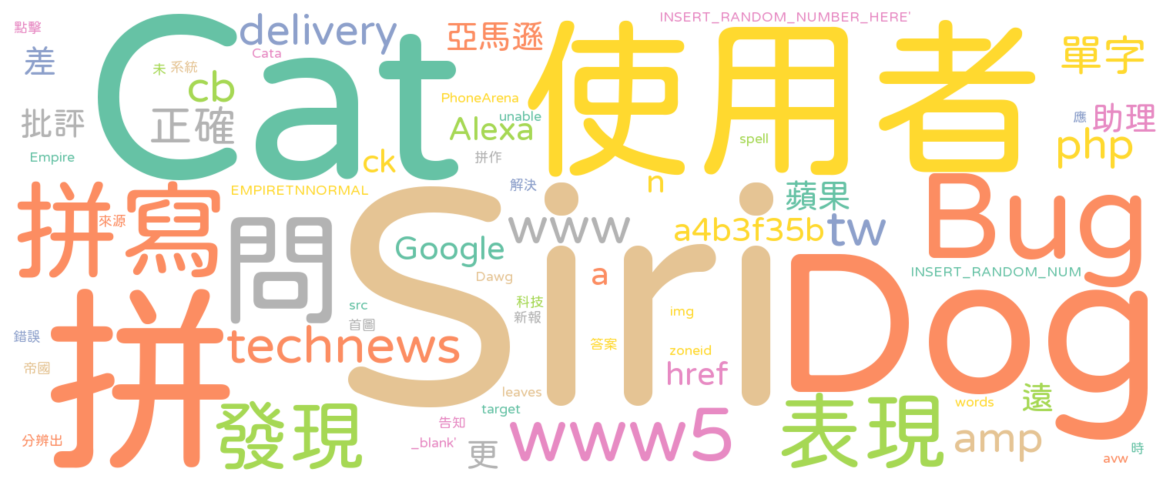 點擊
delivery
INSERT_RANDOM_NUMBER_HERE'
Cat
使用者
亞馬遜
單字
差
Cata
未
系統
cb
PhoneArena
unable
Alexa
spell
應
助理
批評
正確
拼作
php
Empire
ck
EMPIRETNNORMAL
解決
n
蘋果
Bug
拼寫
來源
問
Siri
www
a4b3f35b
tw
Google
Dawg
a
INSERT_RANDOM_NUM
Dog
拼
src
科技
新報
首圖
img
錯誤
technews
答案
zoneid
帝國
href
leaves
target
words
遠
發現
告知
www5
表現
amp
分辨出
_blank'
更
時
avw